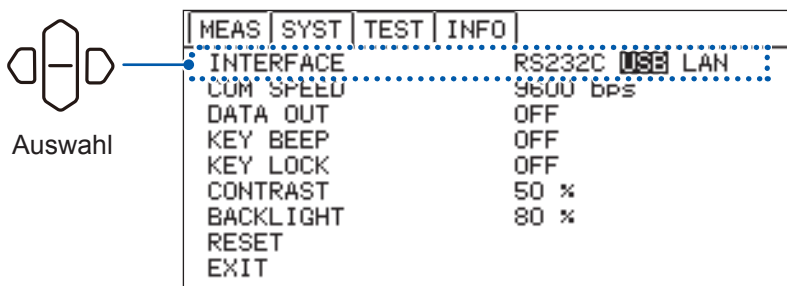 MEAS SYST TEST INFO
INTERFACE RS232C USB LAN
COM SPEED 9600 bps
DATA OUT OFF
KEY BEEP OFF
KEY LOCK OFF
CONTRAST 50 %
BACKLIGHT 80 %
RESET
EXIT
Auswahl